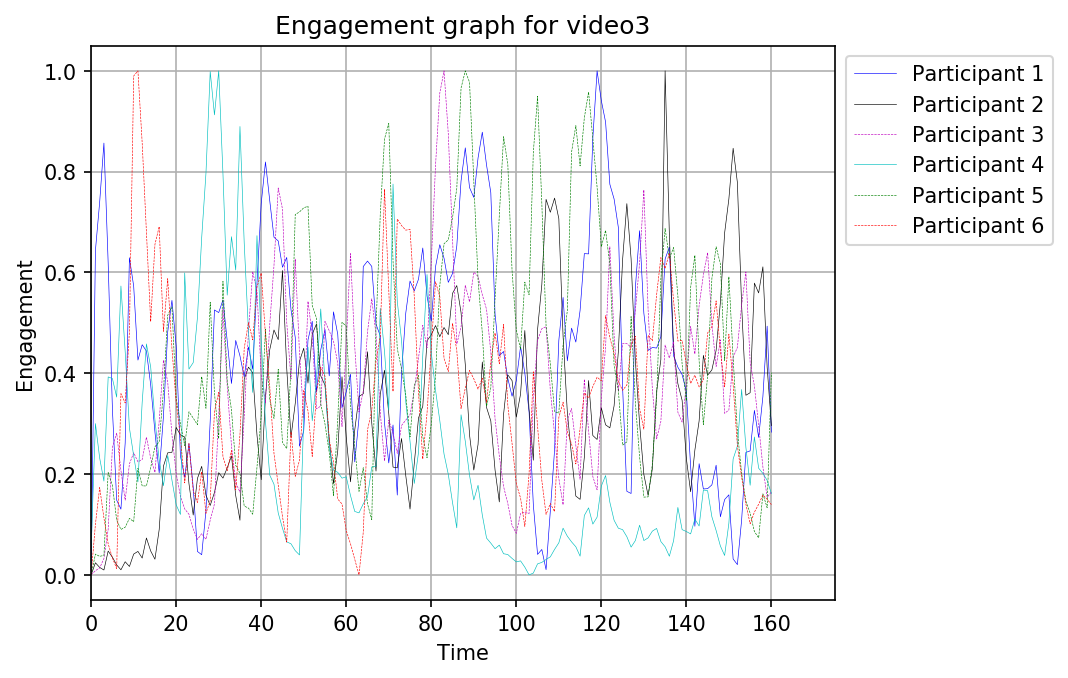 Engagement graph for video3
Engagement
1.0
0.8
0.6
0.4
0.2
0.0
0 20 40 60 80 100 120 140 160
Time
Participant 1
Participant 2
Participant 3
Participant 4
Participant 5
Participant 6